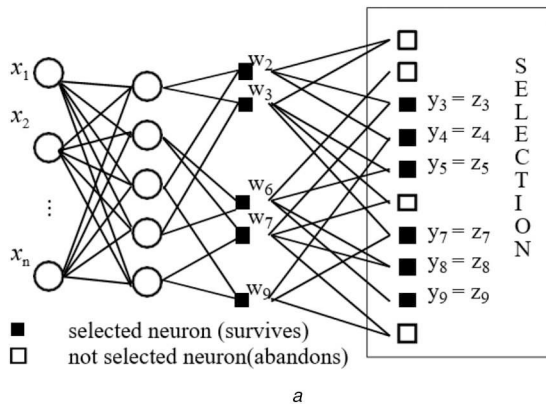 x1
x2
⋮
xn
w2
w3
w6
w7
w9
y3 = z3
y4 = z4
y5 = z5
y7 = z7
y8 = z8
y9 = z9
SELECTION
selected neuron (survives)
not selected neuron(abandons)
a